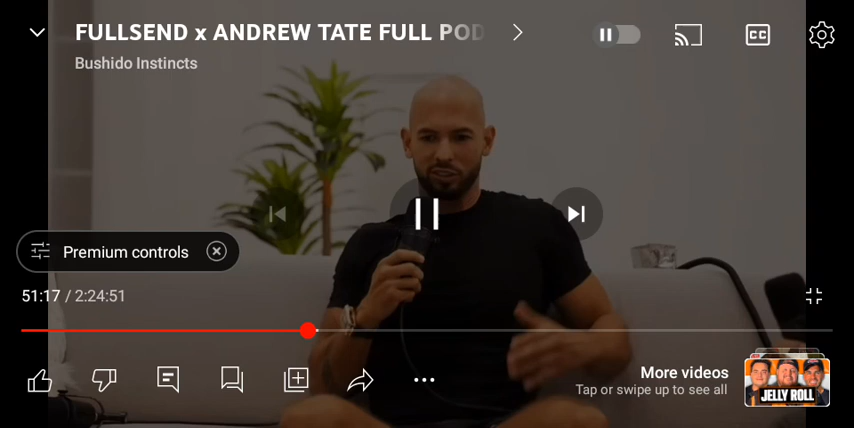 FULLSEND x ANDREW TATE FULL POD
Bushido Instincts
CC
Premium controls
51:17 / 2:24:51
More videos
Tap or swipe up to see all
JELLY ROLL